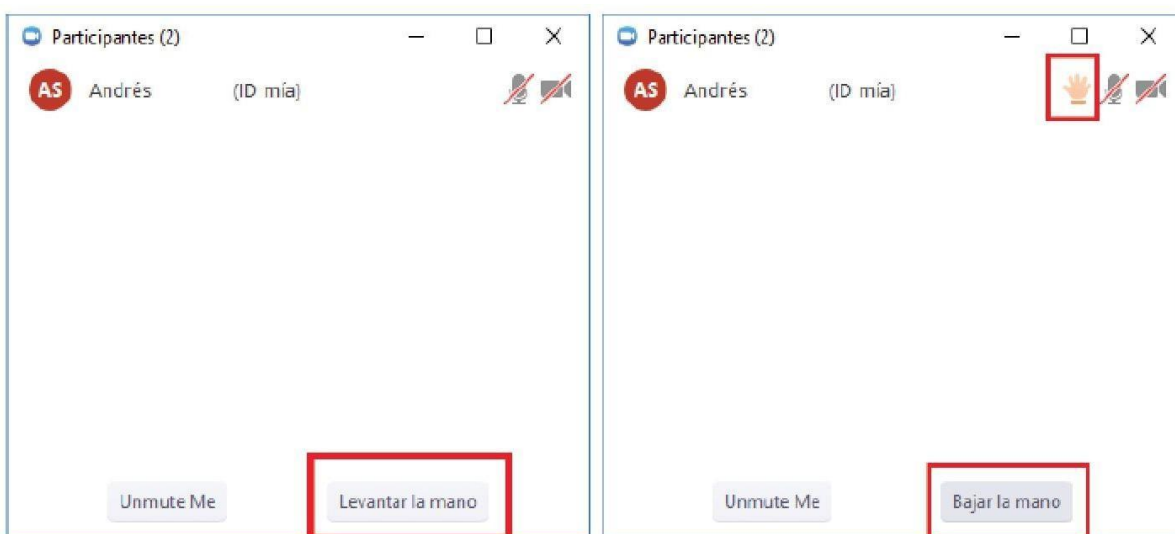 Participantes (2)
AS Andrés (ID mía)
Unmute Me Levantar la mano
Participantes (2)
AS Andrés (ID mía)
Unmute Me Bajar la mano